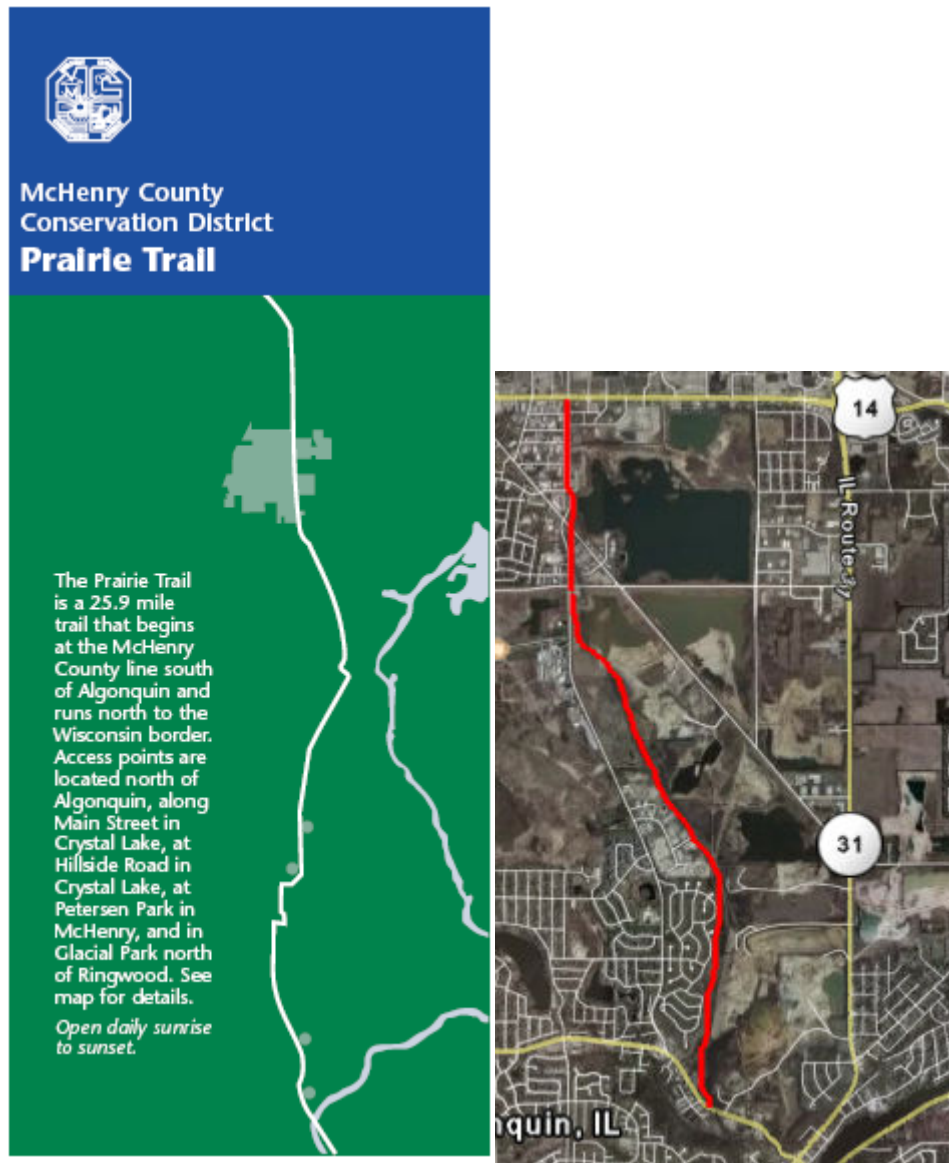 McHenry County
Conservation District
Prairie Trail
The Prairie Trail
is a 25.9 mile
trail that begins
at the McHenry
County line south
of Algonquin and
runs north to the
Wisconsin border.
Access points are
located north of
Algonquin, along
Main Street in
Crystal Lake, at
Hillside Road in
Crystal Lake, at
Petersen Park in
McHenry, and in
Glacial Park north
of Ringwood. See
map for details.
Open daily sunrise
to sunset.
14
IL Route 31
31
nquin, IL